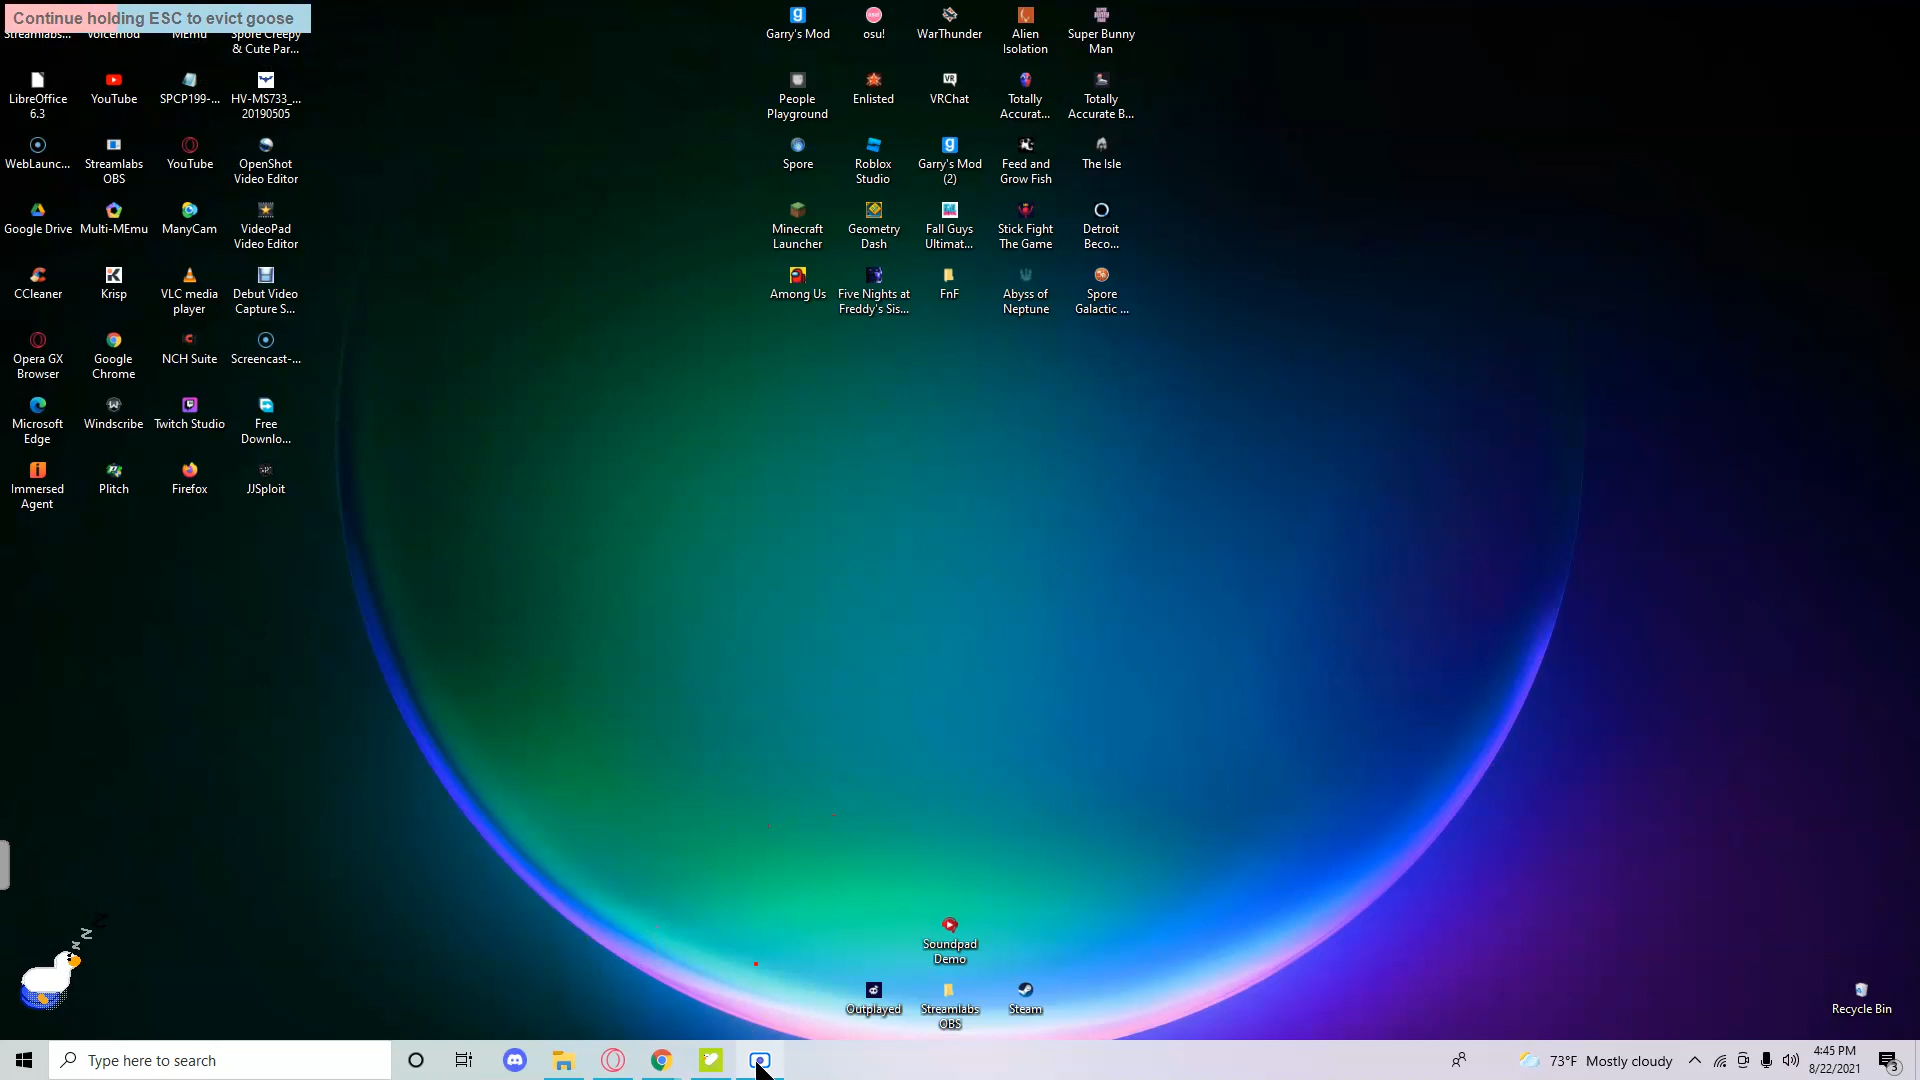 Continue holding ESC to evict goose
Streamlabs...
Voicemod
MEmu
Spore Creepy
& Cute Par...
Garry's Mod
osu!
WarThunder
Alien
Isolation
Super Bunny
Man
LibreOffice
6.3
YouTube
SPCP199-...
HV-MS733_...
20190505
People
Playground
Enlisted
VRChat
Totally
Accurat...
Totally
Accurate B...
WebLaunc...
Streamlabs
OBS
YouTube
OpenShot
Video Editor
Spore
Roblox
Studio
Garry's Mod
(2)
Feed and
Grow Fish
The Isle
Google Drive
Multi-MEmu
ManyCam
VideoPad
Video Editor
Minecraft
Launcher
Geometry
Dash
Fall Guys
Ultimat...
Stick Fight
The Game
Detroit
Beco...
CCleaner
Krisp
VLC media
player
Debut Video
Capture S...
Among Us
Five Nights at
Freddy's Sis...
FnF
Abyss of
Neptune
Spore
Galactic ...
Opera GX
Browser
Google
Chrome
NCH Suite
Screencast-...
Microsoft
Edge
Windscribe
Twitch Studio
Free
Downlo...
Immersed
Agent
Plitch
Firefox
JJSploit
z z z
Soundpad
Demo
Outplayed
Streamlabs
OBS
Steam
Recycle Bin
Type here to search
73°F Mostly cloudy
4:45 PM
8/22/2021
3